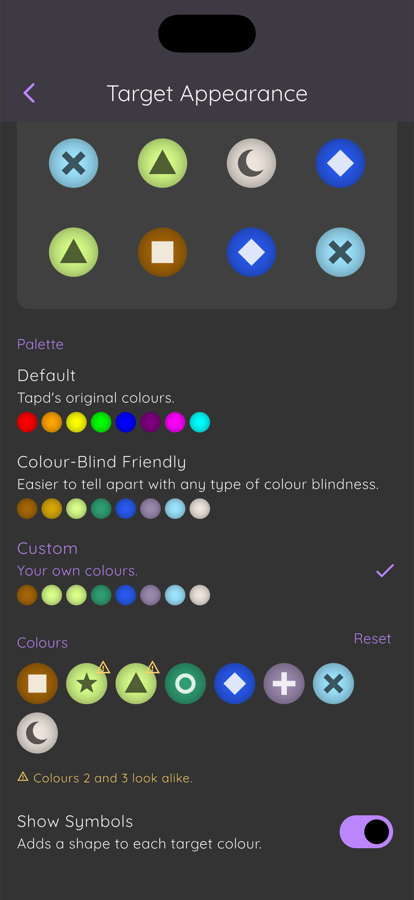 Target Appearance
Palette
Default
Tapd's original colours.
Colour-Blind Friendly
Easier to tell apart with any type of colour blindness.
Custom
Your own colours.
Colours
Reset
Colours 2 and 3 look alike.
Show Symbols
Adds a shape to each target colour.